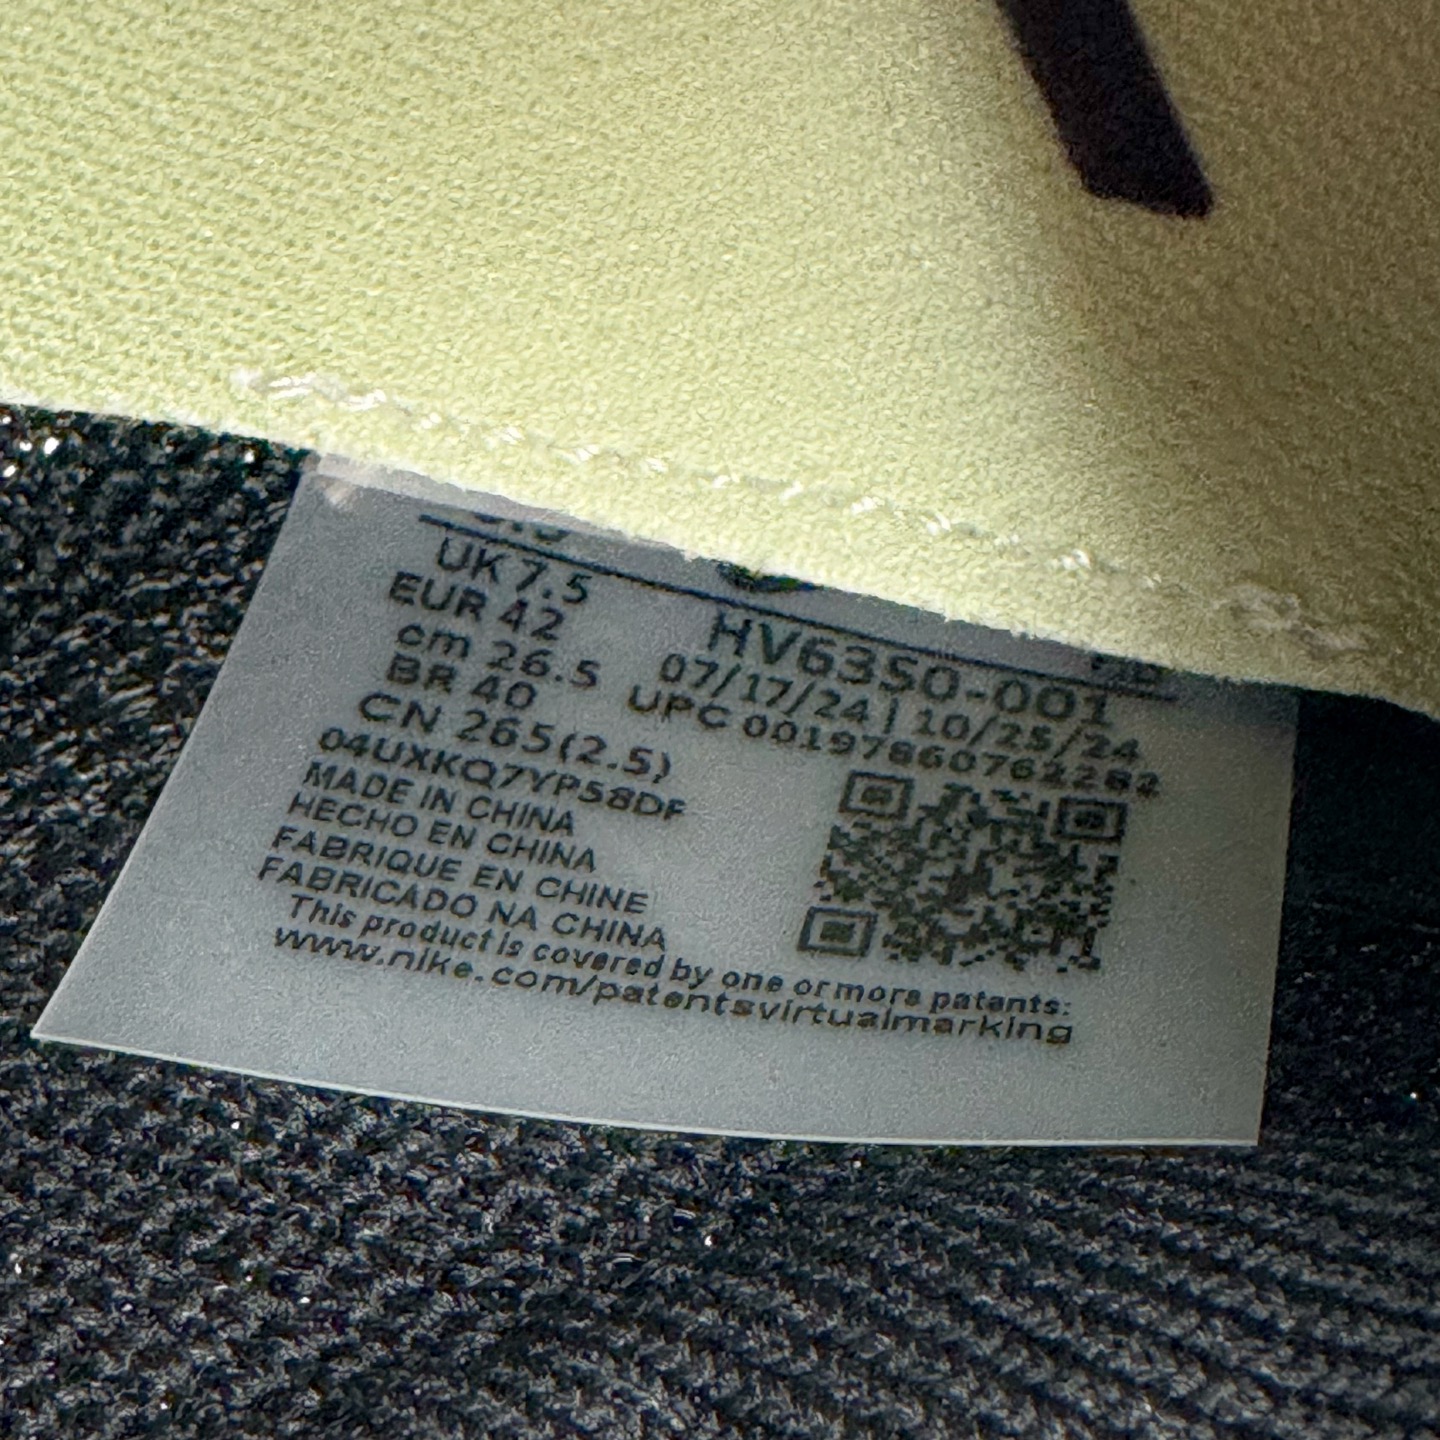 UK 7.5
EUR 42
cm 26.5
BR 40
CN 265(2.5)
04UXKQ7YP58DF
MADE IN CHINA
HECHO EN CHINA
FABRIQUE EN CHINE
FABRICADO NA CHINA
HV6350-001
07/17/24 | 10/25/24
UPC 00197860762282
This product is covered by one or more patents:
www.nike.com/patentsvirtualmarking